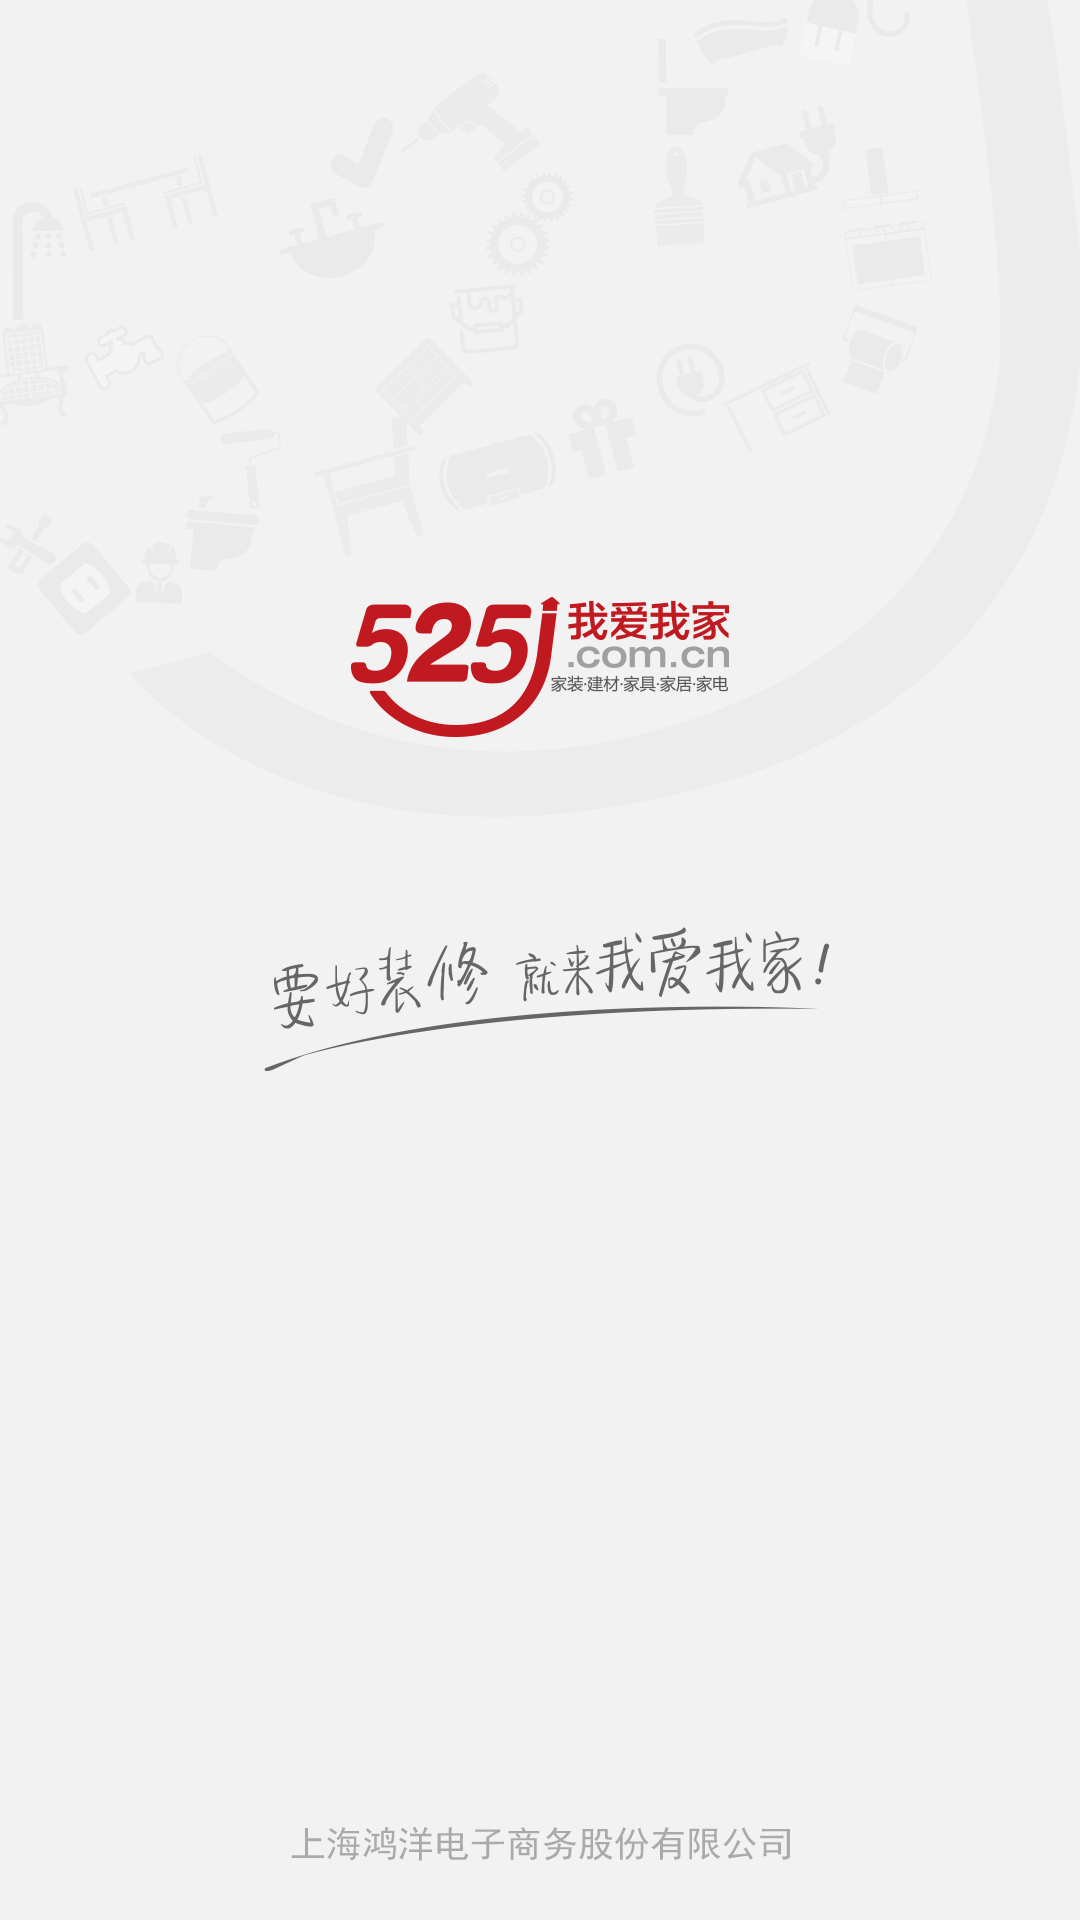 525j 我爱我家
.com.cn
家装·建材·家具·家居·家电
要好装修 就来我爱我家!
上海鸿洋电子商务股份有限公司